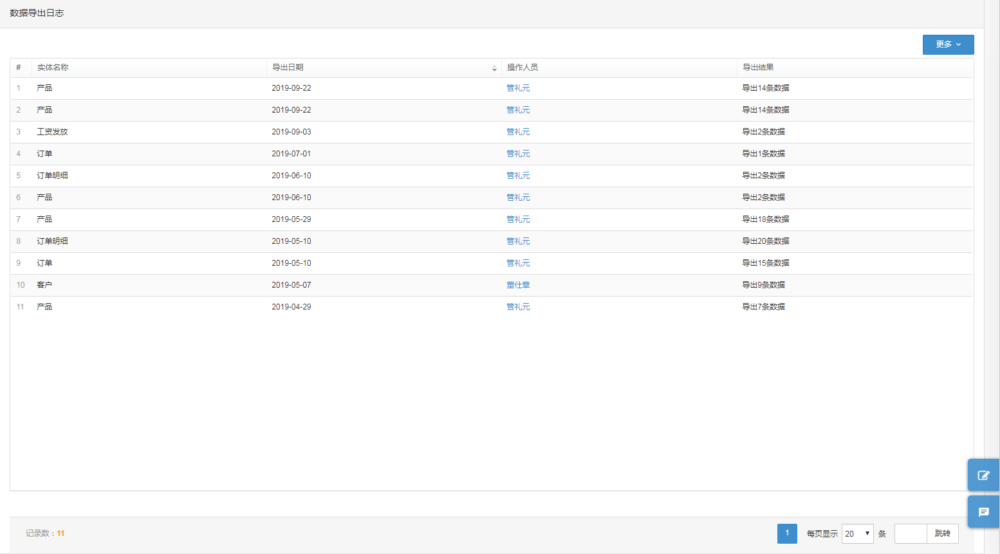 数据导出日志
更多
# 实体名称 导出日期 操作人员 导出结果
1 产品 2019-09-22 管礼元 导出14条数据
2 产品 2019-09-22 管礼元 导出14条数据
3 工资发放 2019-09-03 管礼元 导出2条数据
4 订单 2019-07-01 管礼元 导出1条数据
5 订单明细 2019-06-10 管礼元 导出2条数据
6 产品 2019-06-10 管礼元 导出2条数据
7 产品 2019-05-29 管礼元 导出18条数据
8 订单明细 2019-05-10 管礼元 导出20条数据
9 订单 2019-05-10 管礼元 导出15条数据
10 客户 2019-05-07 董仕章 导出9条数据
11 产品 2019-04-29 管礼元 导出7条数据
记录数：11 1 每页显示 20 条 跳转